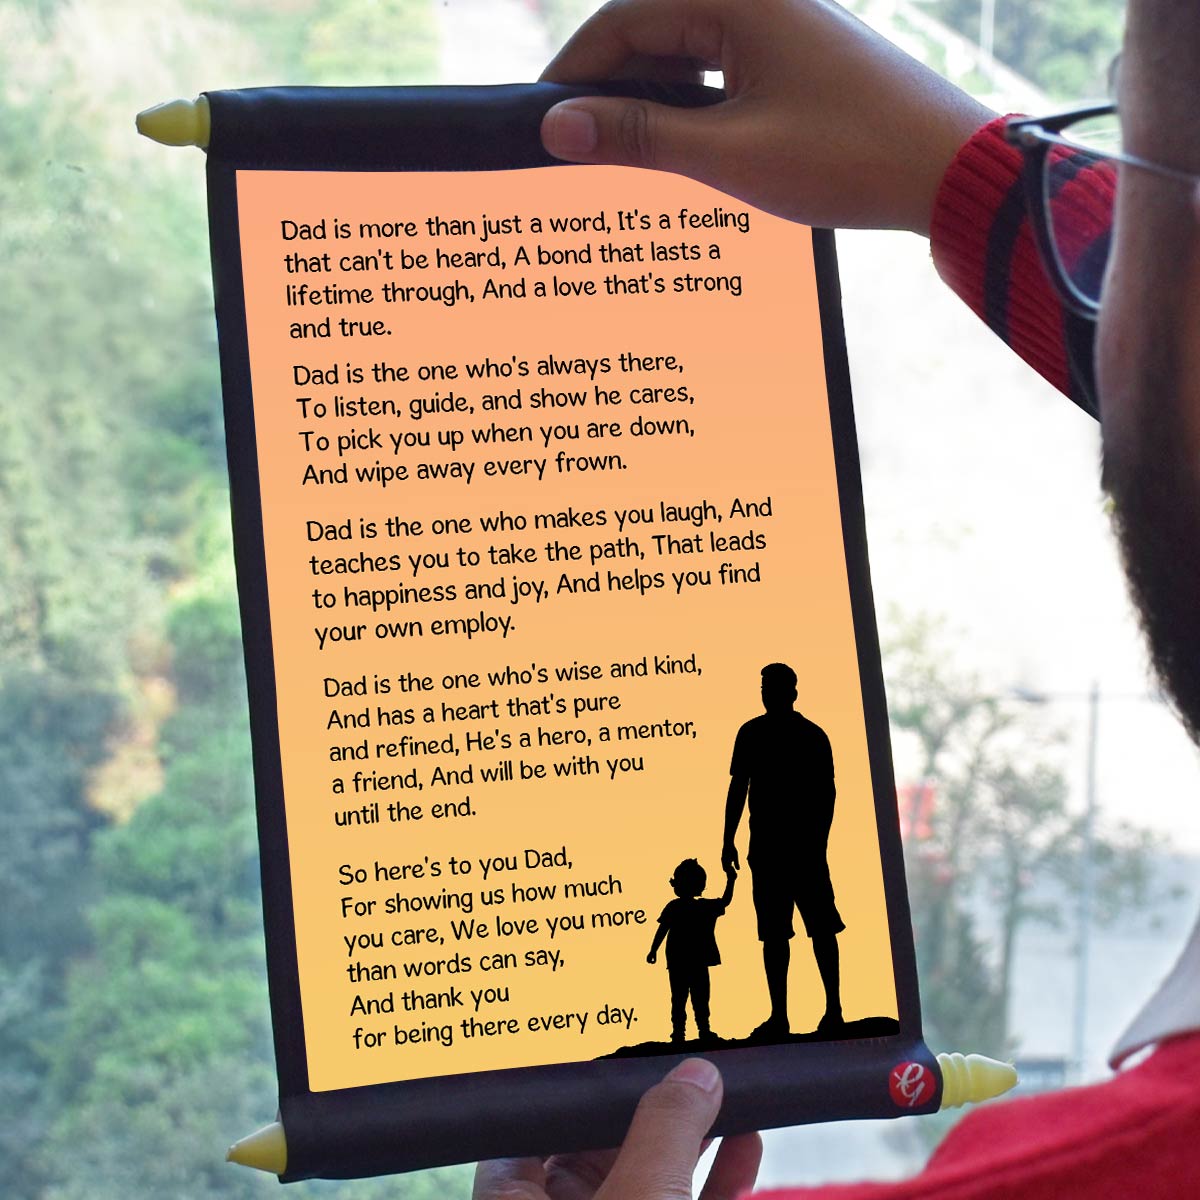 Dad is more than just a word, It's a feeling
that can't be heard, A bond that lasts a
lifetime through, And a love that's strong
and true.
Dad is the one who's always there,
To listen, guide, and show he cares,
To pick you up when you are down,
And wipe away every frown.
Dad is the one who makes you laugh, And
teaches you to take the path, That leads
to happiness and joy, And helps you find
your own employ.
Dad is the one who's wise and kind,
And has a heart that's pure
and refined, He's a hero, a mentor,
a friend, And will be with you
until the end.
So here's to you Dad,
For showing us how much
you care, We love you more
than words can say,
And thank you
for being there every day.